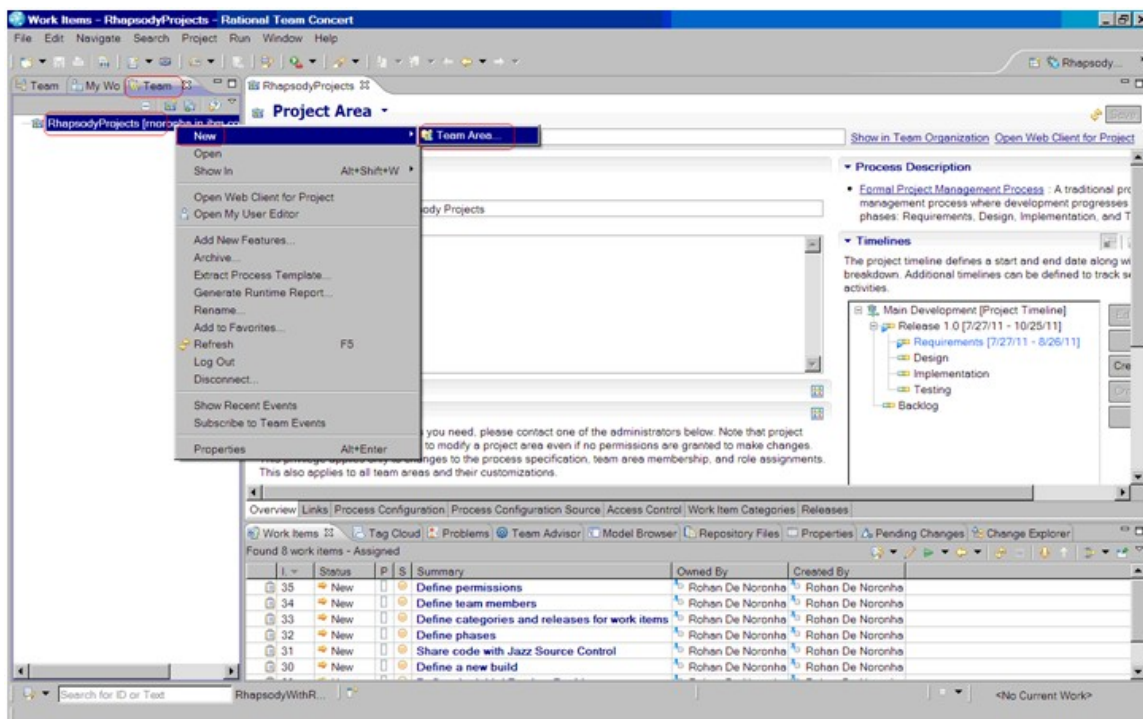 Work Items - RhapsodyProjects - Rational Team Concert
File Edit Navigate Search Project Run Window Help
Rhapsody...
Team My Wo Team
RhapsodyProjects
Project Area
Save
RhapsodyProjects
New
Team Area...
Show in Team Organization Open Web Client for Project
Open
Show In Alt+Shift+W
Open Web Client for Project
Open My User Editor
Add New Features...
Archive...
Extract Process Template...
Generate Runtime Report...
Rename...
Add to Favorites...
Refresh F5
Log Out
Disconnect...
Show Recent Events
Subscribe to Team Events
Properties Alt+Enter
ody Projects
Process Description
Formal Project Management Process : A traditional pro
management process where development progresses
phases: Requirements, Design, Implementation, and T
Timelines
The project timeline defines a start and end date along wi
breakdown. Additional timelines can be defined to track se
activities.
Main Development [Project Timeline]
Release 1.0 [7/27/11 - 10/25/11]
Requirements [7/27/11 - 8/26/11]
Design
Implementation
Testing
Backlog
Cre
you need, please contact one of the administrators below. Note that project
to modify a project area even if no permissions are granted to make changes.
changes to the process specification, team area membership, and role assignments.
This also applies to all team areas and their customizations.
Overview Links Process Configuration Process Configuration Source Access Control Work Item Categories Releases
Work Items Tag Cloud Problems Team Advisor Model Browser Repository Files Properties Pending Changes Change Explorer
Found 8 work items - Assigned
I.. Status P S Summary Owned By Created By
35 New Define permissions Rohan De Noronha Rohan De Noronha
34 New Define team members Rohan De Noronha Rohan De Noronha
33 New Define categories and releases for work items Rohan De Noronha Rohan De Noronha
32 New Define phases Rohan De Noronha Rohan De Noronha
31 New Share code with Jazz Source Control Rohan De Noronha Rohan De Noronha
30 New Define a new build Rohan De Noronha Rohan De Noronha
Search for ID or Text
RhapsodyWithR...
<No Current Work>